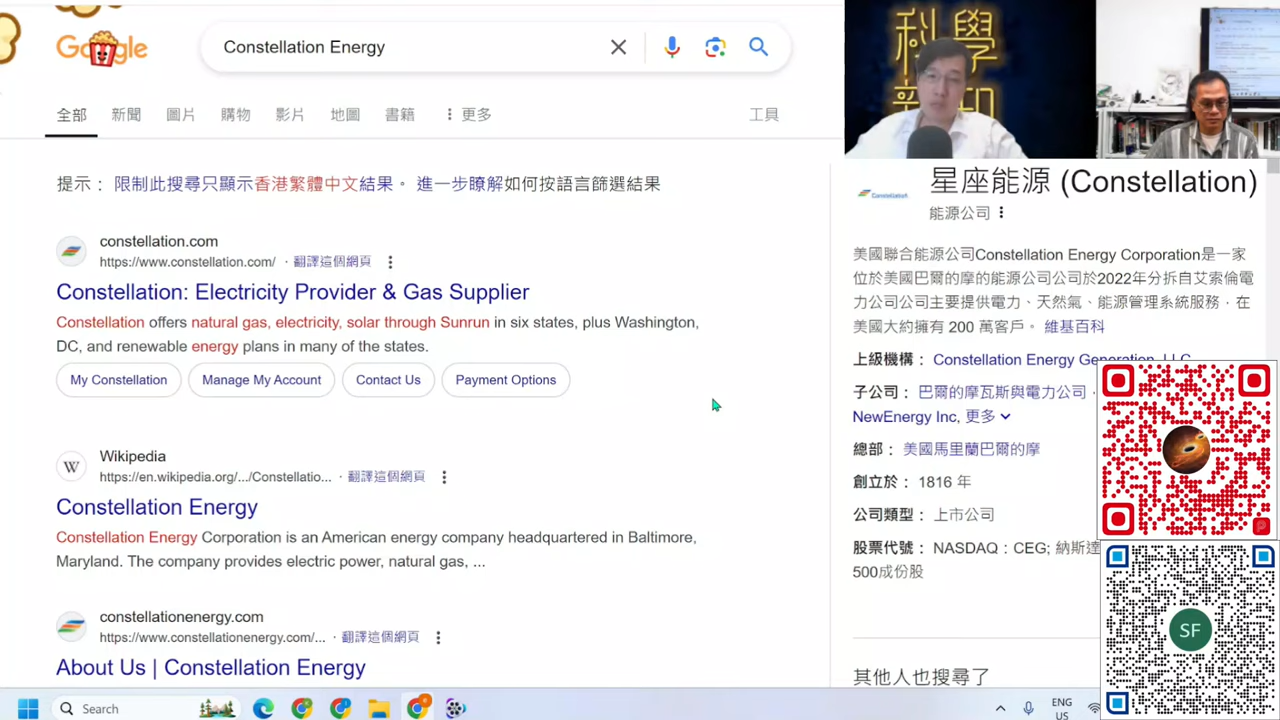 Google
Constellation Energy
全部
新聞
圖片
購物
影片
地圖
書籍
更多
工具
提示： 限制此搜尋只顯示香港繁體中文結果。 進一步瞭解如何按語言篩選結果
constellation.com
https://www.constellation.com/ · 翻譯這個網頁
Constellation: Electricity Provider & Gas Supplier
Constellation offers natural gas, electricity, solar through Sunrun in six states, plus Washington,
DC, and renewable energy plans in many of the states.
My Constellation
Manage My Account
Contact Us
Payment Options
W
Wikipedia
https://en.wikipedia.org/.../Constellatio... · 翻譯這個網頁
Constellation Energy
Constellation Energy Corporation is an American energy company headquartered in Baltimore,
Maryland. The company provides electric power, natural gas, ...
constellationenergy.com
https://www.constellationenergy.com/... · 翻譯這個網頁
About Us | Constellation Energy
科學
Constellation
星座能源 (Constellation)
能源公司
美國聯合能源公司Constellation Energy Corporation是一家
位於美國巴爾的摩的能源公司公司於2022年分拆自艾索倫電
力公司公司主要提供電力、天然氣、能源管理系統服務，在
美國大約擁有 200 萬客戶。 維基百科
上級機構： Constellation Energy Generation, LLC
子公司： 巴爾的摩瓦斯與電力公司，
NewEnergy Inc, 更多
總部： 美國馬里蘭巴爾的摩
創立於： 1816 年
公司類型： 上市公司
股票代號： NASDAQ：CEG; 納斯達
500成份股
其他人也搜尋了
SF
Search
ENG
US